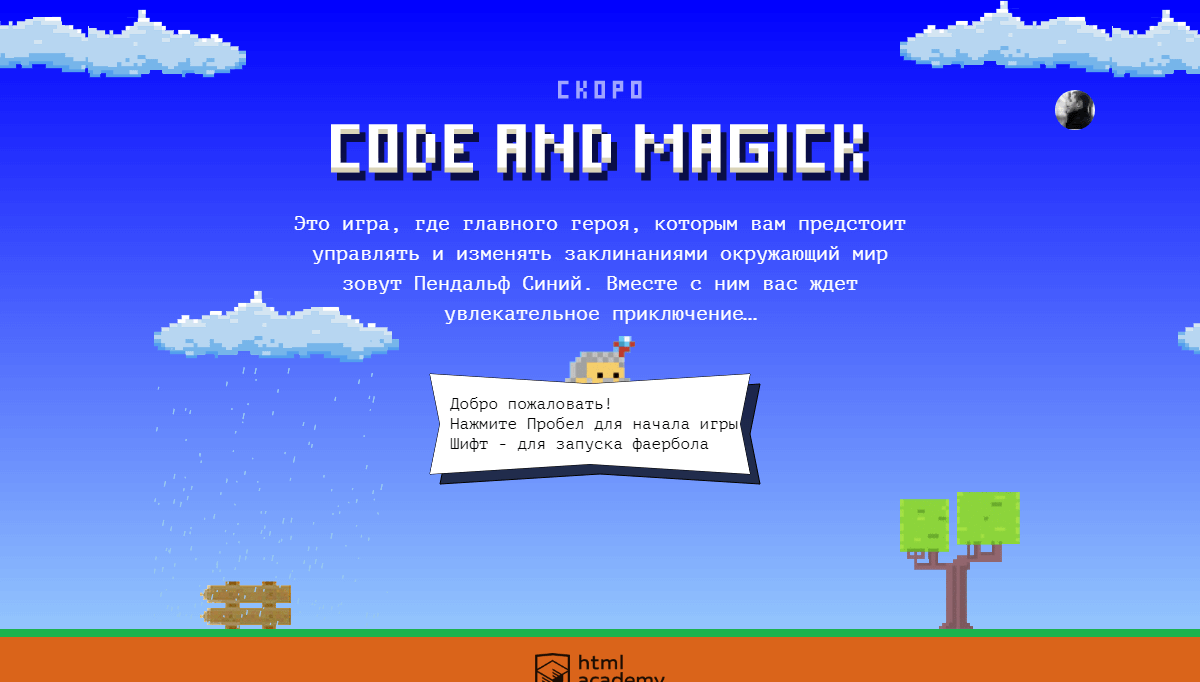 СКОРО
CODE AND MAGICK
Это игра, где главного героя, которым вам предстоит
управлять и изменять заклинаниями окружающий мир
зовут Пендальф Синий. Вместе с ним вас ждет
увлекательное приключение…
Добро пожаловать!
Нажмите Пробел для начала игры
Шифт - для запуска фаербола
html
academy